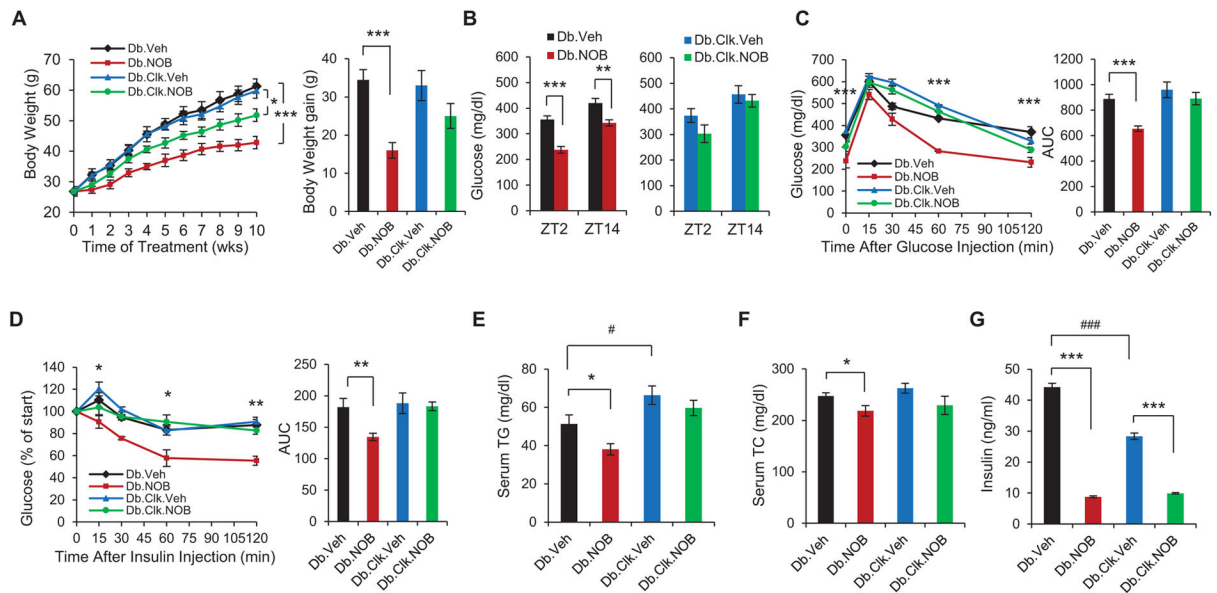 A
Db.Veh
Db.NOB
Db.Clk.Veh
Db.Clk.NOB
Body Weight (g)
70
60
50
40
30
20
0 1 2 3 4 5 6 7 8 9 10
Time of Treatment (wks)
*
***
Body Weight gain (g)
40
30
20
10
0
***
Db.Veh
Db.NOB
Db.Clk.Veh
Db.Clk.NOB
B
Db.Veh
Db.NOB
Glucose (mg/dl)
600
500
400
300
200
100
0
***
**
ZT2 ZT14
Db.Clk.Veh
Db.Clk.NOB
600
500
400
300
200
100
0
ZT2 ZT14
C
Glucose (mg/dl)
700
600
500
400
300
200
100
0
***
***
***
Db.Veh
Db.NOB
Db.Clk.Veh
Db.Clk.NOB
0 15 30 45 60 75 90 105 120
Time After Glucose Injection (min)
AUC
1200
1000
800
600
400
200
0
***
Db.Veh
Db.NOB
Db.Clk.Veh
Db.Clk.NOB
D
Glucose (% of start)
140
120
100
80
60
40
20
0
*
*
**
Db.Veh
Db.NOB
Db.Clk.Veh
Db.Clk.NOB
0 15 30 45 60 75 90 105 120
Time After Insulin Injection (min)
AUC
250
200
150
100
50
0
**
Db.Veh
Db.NOB
Db.Clk.Veh
Db.Clk.NOB
E
Serum TG (mg/dl)
80
60
40
20
0
#
*
Db.Veh
Db.NOB
Db.Clk.Veh
Db.Clk.NOB
F
Serum TC (mg/dl)
300
200
100
0
*
Db.Veh
Db.NOB
Db.Clk.Veh
Db.Clk.NOB
G
Insulin (ng/ml)
50
40
30
20
10
0
###
***
***
Db.Veh
Db.NOB
Db.Clk.Veh
Db.Clk.NOB